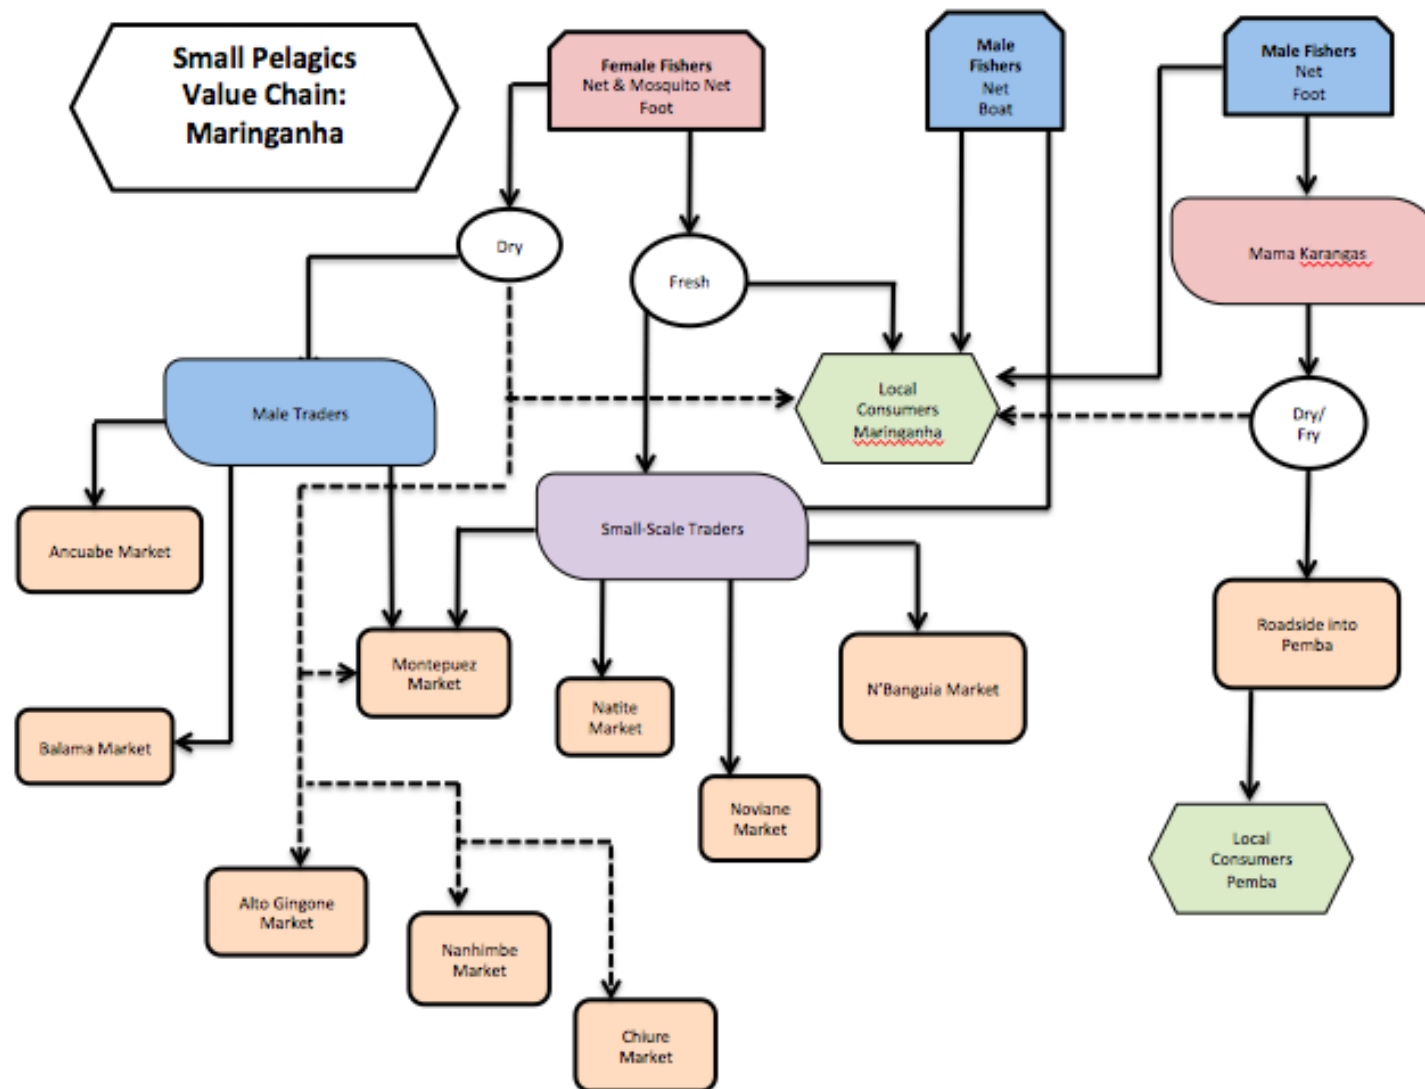 Small Pelagics
Value Chain:
Maringanha
Female Fishers
Net & Mosquito Net
Foot
Male
Fishers
Net
Boat
Male Fishers
Net
Foot
Dry
Fresh
Mama Karangas
Male Traders
Local
Consumers
Maringanha
Dry/
Fry
Ancuabe Market
Small-Scale Traders
Montepuez
Market
Natite
Market
N'Banguia Market
Roadside into
Pemba
Balama Market
Noviane
Market
Local
Consumers
Pemba
Alto Gingone
Market
Nanhimbe
Market
Chiure
Market